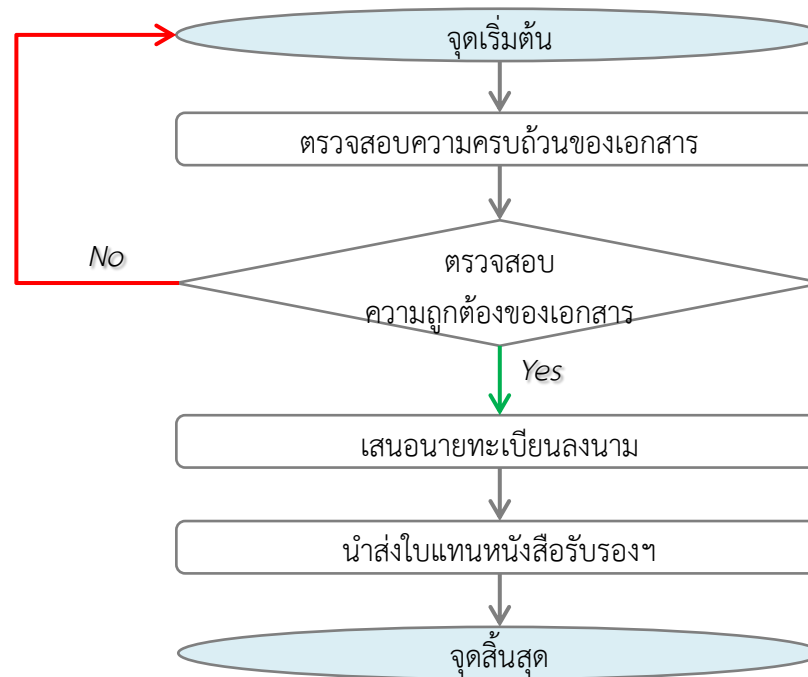 จุดเริ่มต้น
ตรวจสอบความครบถ้วนของเอกสาร
No
ตรวจสอบ
ความถูกต้องของเอกสาร
Yes
เสนอนายทะเบียนลงนาม
นำส่งใบแทนหนังสือรับรองฯ
จุดสิ้นสุด